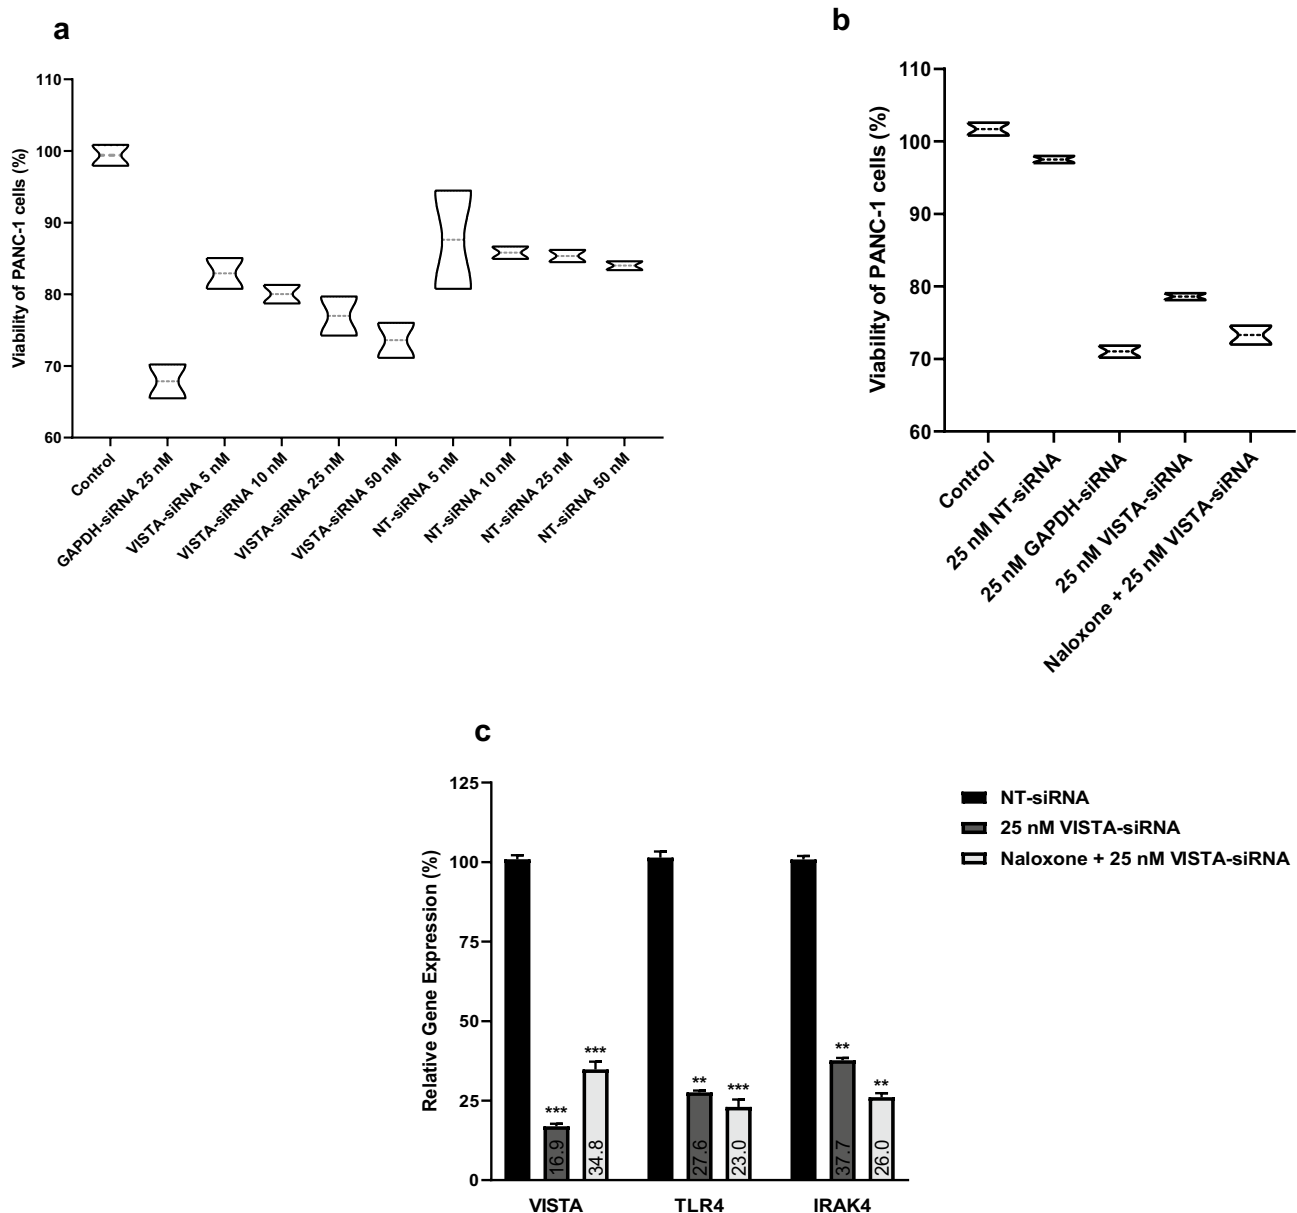 a
Viability of PANC-1 cells (%)
110
100
90
80
70
60
Control
GAPDH-siRNA 25 nM
VISTA-siRNA 5 nM
VISTA-siRNA 10 nM
VISTA-siRNA 25 nM
VISTA-siRNA 50 nM
NT-siRNA 5 nM
NT-siRNA 10 nM
NT-siRNA 25 nM
NT-siRNA 50 nM
b
Viability of PANC-1 cells (%)
110
100
90
80
70
60
Control
25 nM NT-siRNA
25 nM GAPDH-siRNA
25 nM VISTA-siRNA
Naloxone + 25 nM VISTA-siRNA
c
Relative Gene Expression (%)
125
100
75
50
25
0
***
16.9
***
34.8
**
27.6
***
23.0
**
37.7
**
26.0
VISTA
TLR4
IRAK4
NT-siRNA
25 nM VISTA-siRNA
Naloxone + 25 nM VISTA-siRNA